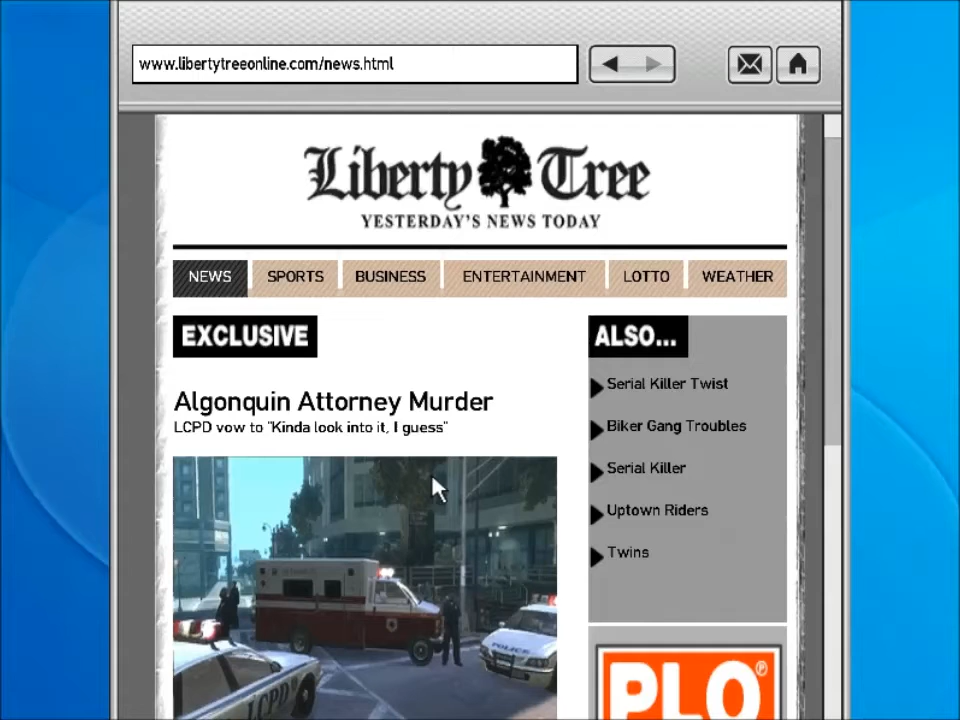 www.libertytreeonline.com/news.html
Liberty Tree
YESTERDAY'S NEWS TODAY
NEWS
SPORTS
BUSINESS
ENTERTAINMENT
LOTTO
WEATHER
EXCLUSIVE
Algonquin Attorney Murder
LCPD vow to "Kinda look into it, I guess"
LCPD
POLICE
ALSO...
Serial Killer Twist
Biker Gang Troubles
Serial Killer
Uptown Riders
Twins
PLO®